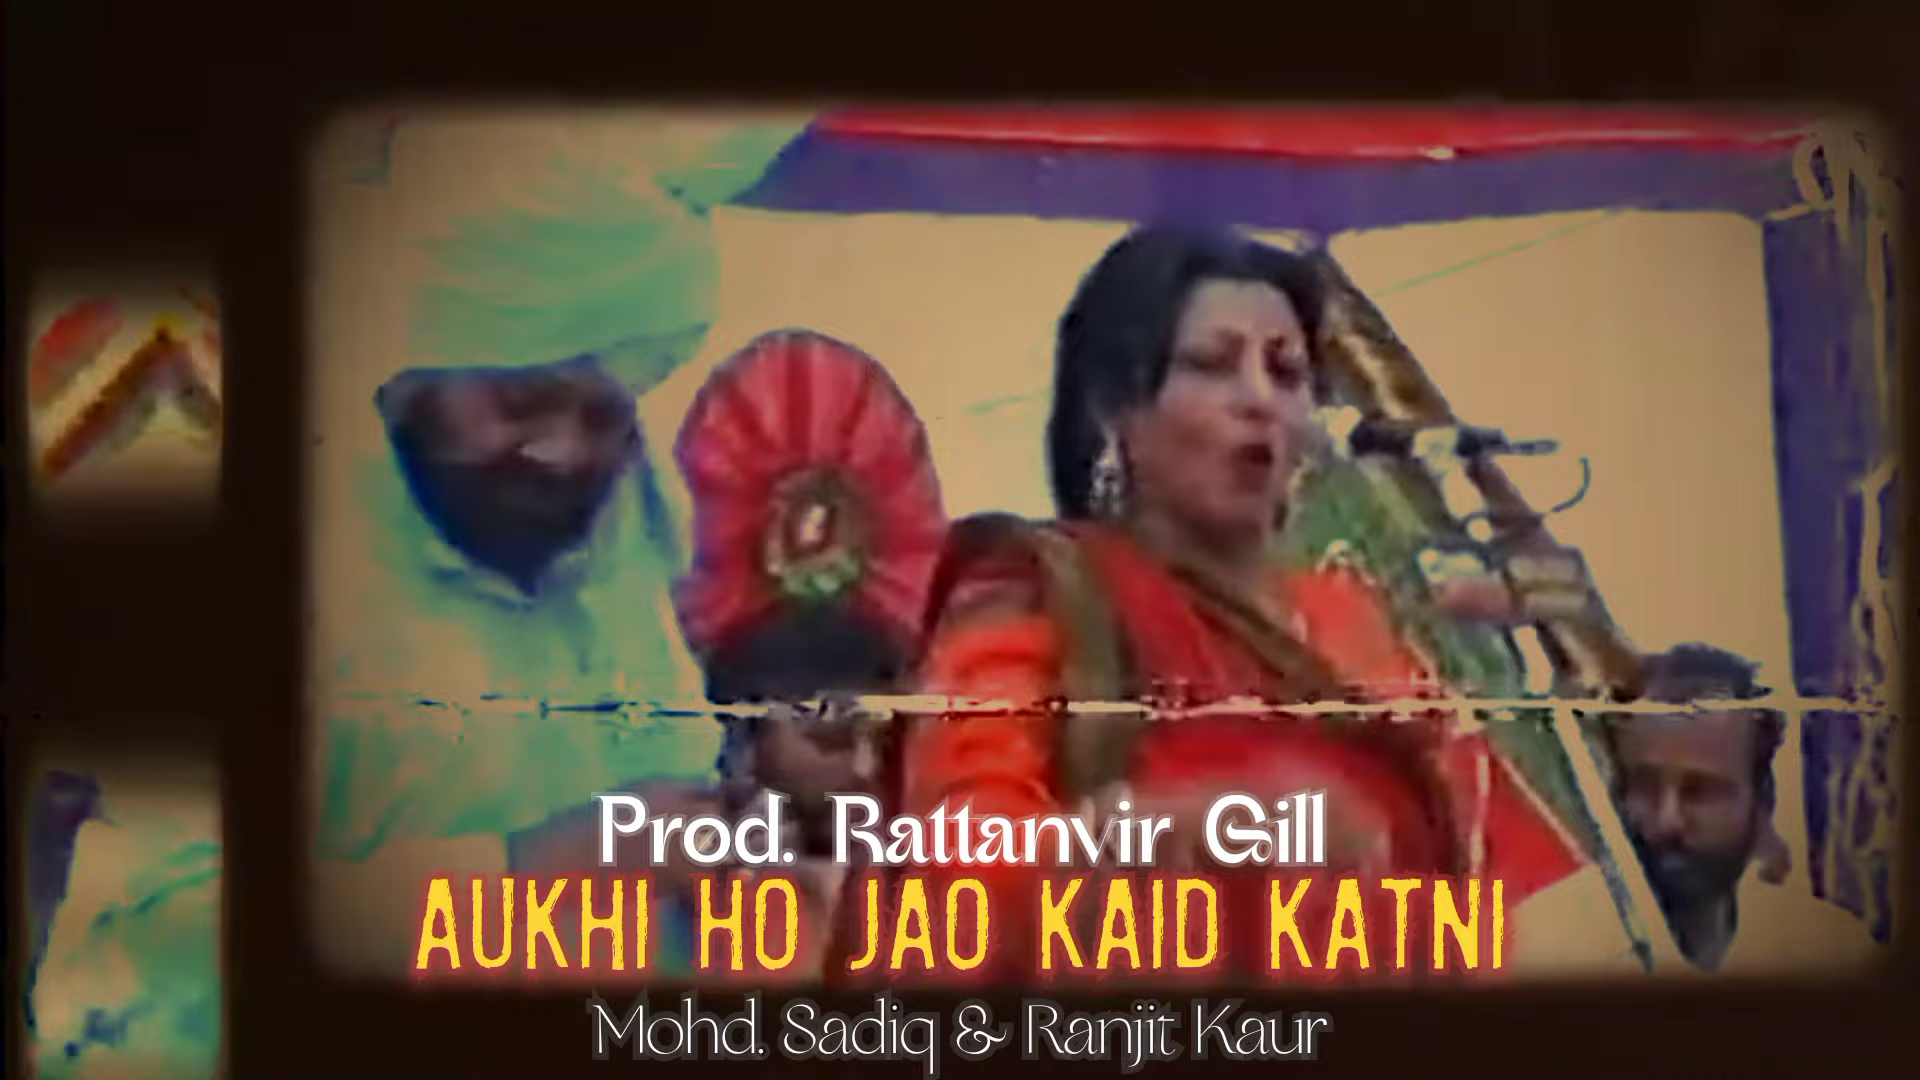 Prod. Rattanvir Gill
AUKHI HO JAO KAID KATNI
Mohd. Sadiq & Ranjit Kaur